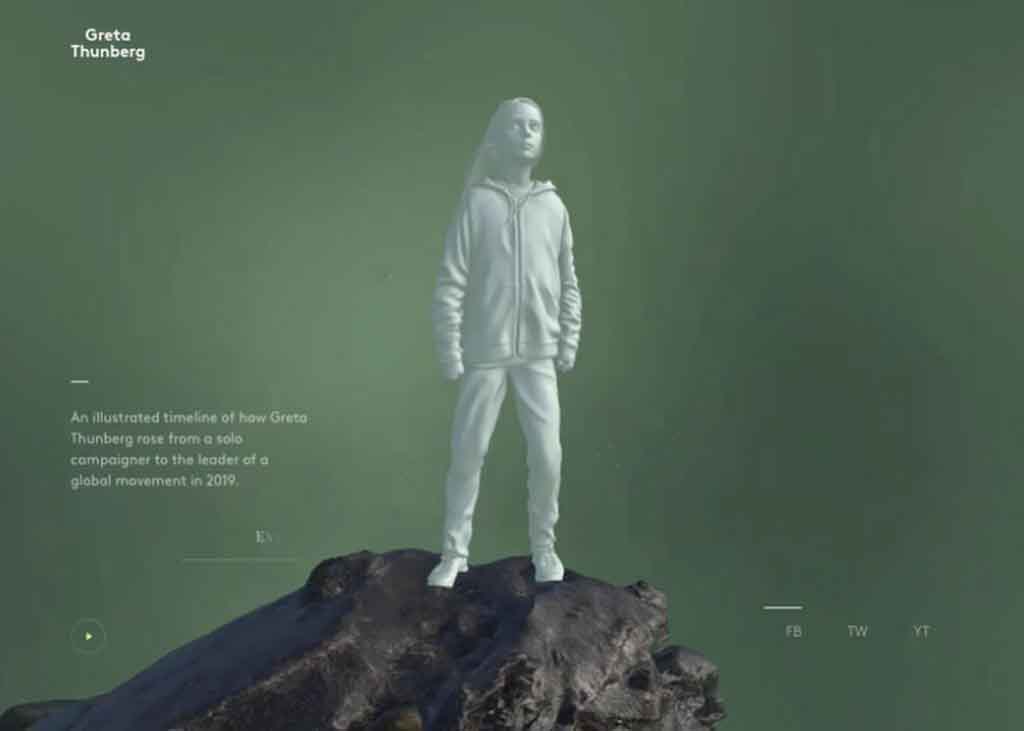 Greta
Thunberg
An illustrated timeline of how Greta
Thunberg rose from a solo
campaigner to the leader of a
global movement in 2019.
FB TW YT